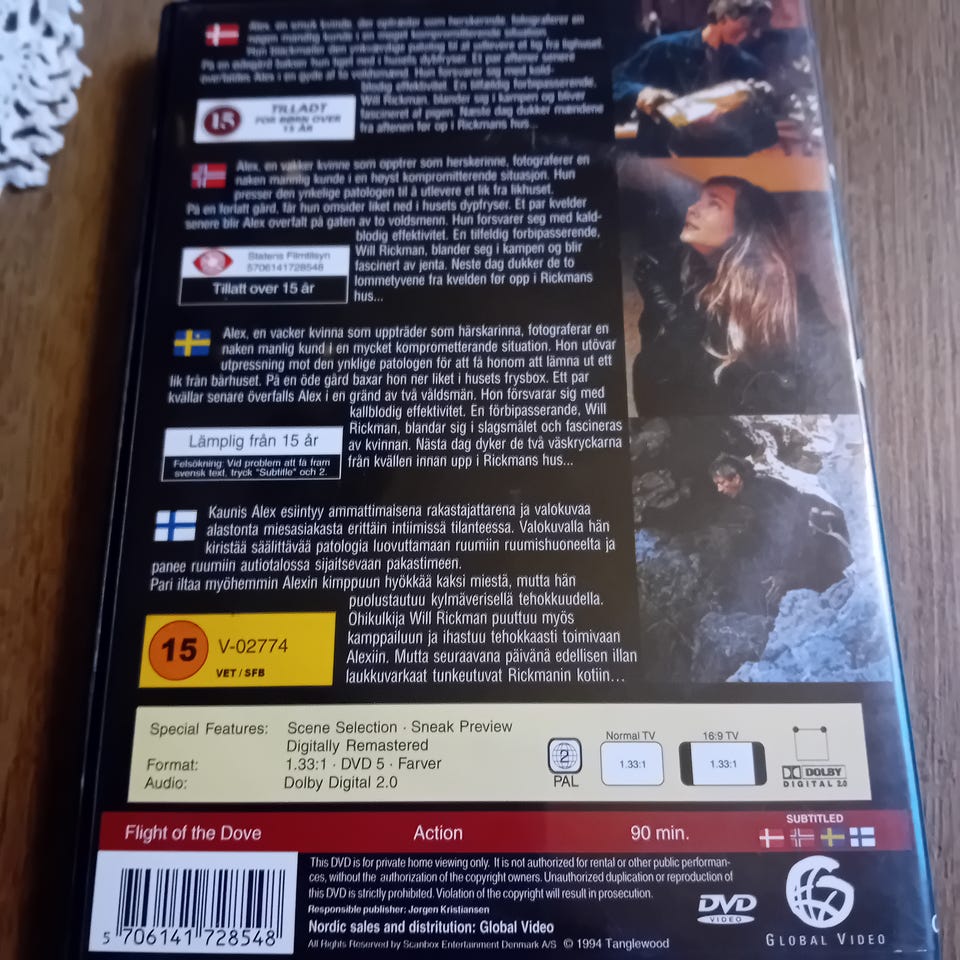 Alex, en smuk kvinde, der optræder som herskerinde, fotograferer en
nøgen mandlig kunde i en meget kompromitterende situation.
Hun blackmailer den ynkværdige patolog til at udlevere et lig fra lighuset.
På en ødegård bakser hun liget ned i husets dybfryser. Et par aftener senere
overfaldes Alex i en gyde af to voldsmænd. Hun forsvarer sig med kold-
blodig effektivitet. En tilfældig forbipasserende,
Will Rickman, blander sig i kampen og bliver
fascineret af pigen. Næste dag dukker mændene
fra aftenen før op i Rickmans hus...
15
TILLADT
FOR BØRN OVER
15 ÅR
Alex, en vakker kvinne som opptrer som herskerinne, fotograferer en
naken mannlig kunde i en høyst kompromitterende situasjon. Hun
presser den ynkelige patologen til å utlevere et lik fra likhuset.
På en forlatt gård, får hun omsider liket ned i husets dypfryser. Et par kvelder
senere blir Alex overfalt på gaten av to voldsmenn. Hun forsvarer seg med kald-
blodig effektivitet. En tilfeldig forbipasserende,
Will Rickman, blander seg i kampen og blir
fascinert av jenta. Neste dag dukker de to
lommetyvene fra kvelden før opp i Rickmans
hus...
Statens Filmtilsyn
5706141728548
Tillatt over 15 år
Alex, en vacker kvinna som uppträder som härskarinna, fotograferar en
naken manlig kund i en mycket komprometterande situation. Hon utövar
utpressning mot den ynklige patologen för att få honom att lämna ut ett
lik från bårhuset. På en öde gård baxar hon ner liket i husets frysbox. Ett par
kvällar senare överfalls Alex i en gränd av två våldsmän. Hon försvarar sig med
kallblodig effektivitet. En förbipasserande, Will
Rickman, blandar sig i slagsmålet och fascineras
av kvinnan. Nästa dag dyker de två väskryckarna
från kvällen innan upp i Rickmans hus...
Lämplig från 15 år
Felsökning: Vid problem att få fram
svensk text, tryck "Subtitle" och 2.
Kaunis Alex esiintyy ammattimaisena rakastajattarena ja valokuvaa
alastonta miesasiakasta erittäin intiimissä tilanteessa. Valokuvalla hän
kiristää säälittävää patologia luovuttamaan ruumiin ruumishuoneelta ja
panee ruumiin autiotalossa sijaitsevaan pakastimeen.
Pari iltaa myöhemmin Alexin kimppuun hyökkää kaksi miestä, mutta hän
puolustautuu kylmäverisellä tehokkuudella.
Ohikulkija Will Rickman puuttuu myös
kamppailuun ja ihastuu tehokkaasti toimivaan
Alexiin. Mutta seuraavana päivänä edellisen illan
laukkuvarkaat tunkeutuvat Rickmanin kotiin...
15
V-02774
VET / SFB
Special Features: Scene Selection · Sneak Preview
Digitally Remastered
Format: 1.33:1 · DVD 5 · Farver
Audio: Dolby Digital 2.0
2
PAL
Normal TV
1.33:1
16:9 TV
1.33:1
DOLBY
DIGITAL 2.0
Flight of the Dove Action 90 min.
SUBTITLED
This DVD is for private home viewing only. It is not authorized for rental or other public performan-
ces, without the authorization of the copyright owners. Unauthorized duplication or reproduction of
this DVD is strictly prohibited. Violation of the copyright will result in prosecution.
Responsible publisher: Jørgen Kristiansen
Nordic sales and distribution: Global Video
All Rights Reserved by Scanbox Entertainment Denmark A/S © 1994 Tanglewood
5 706141 728548
DVD
VIDEO
GLOBAL VIDEO